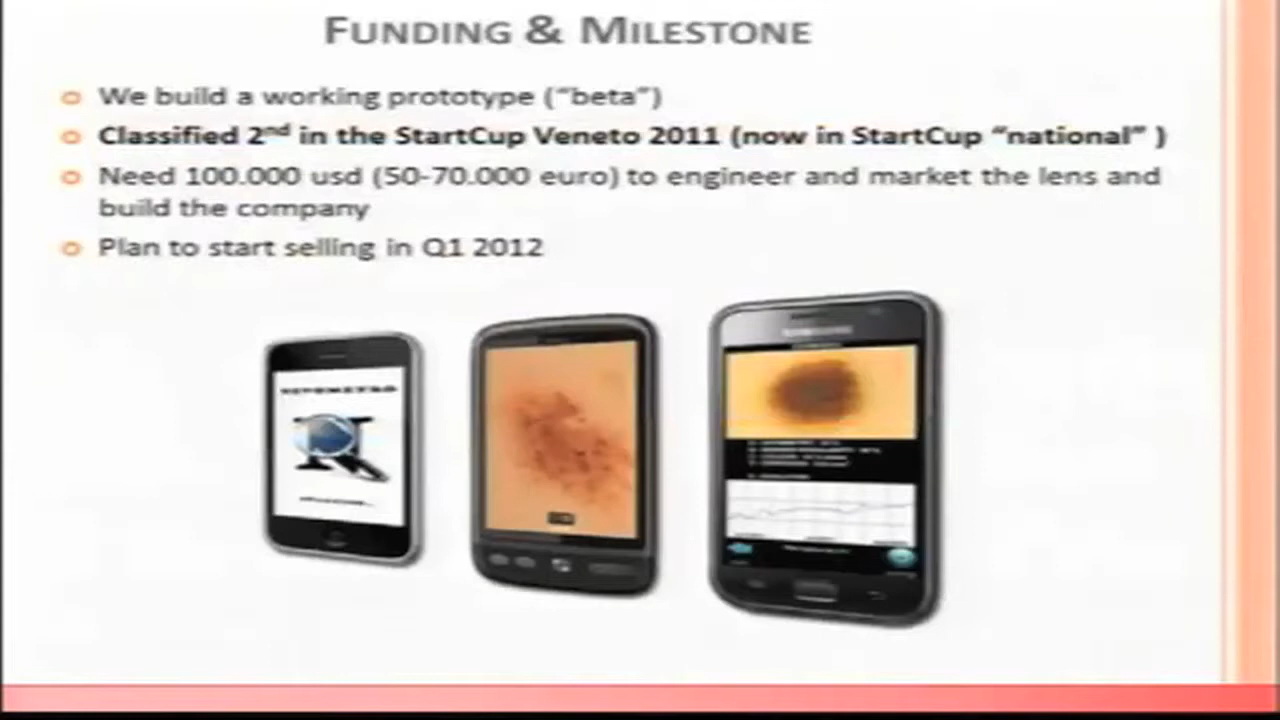 FUNDING & MILESTONE
We build a working prototype ("beta")
Classified 2nd in the StartCup Veneto 2011 (now in StartCup "national" )
Need 100.000 usd (50-70.000 euro) to engineer and market the lens and
build the company
Plan to start selling in Q1 2012
SAMSUNG